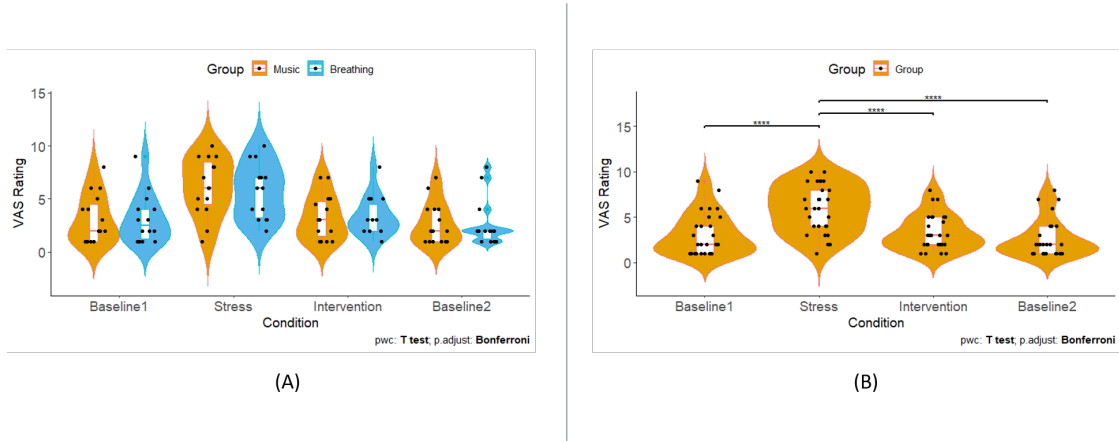 Group Music Breathing
15
10
5
0
VAS Rating
Baseline1 Stress Intervention Baseline2
Condition
pwc: T test; p.adjust: Bonferroni
(A)
Group Group
****
****
****
15
10
5
0
VAS Rating
Baseline1 Stress Intervention Baseline2
Condition
pwc: T test; p.adjust: Bonferroni
(B)